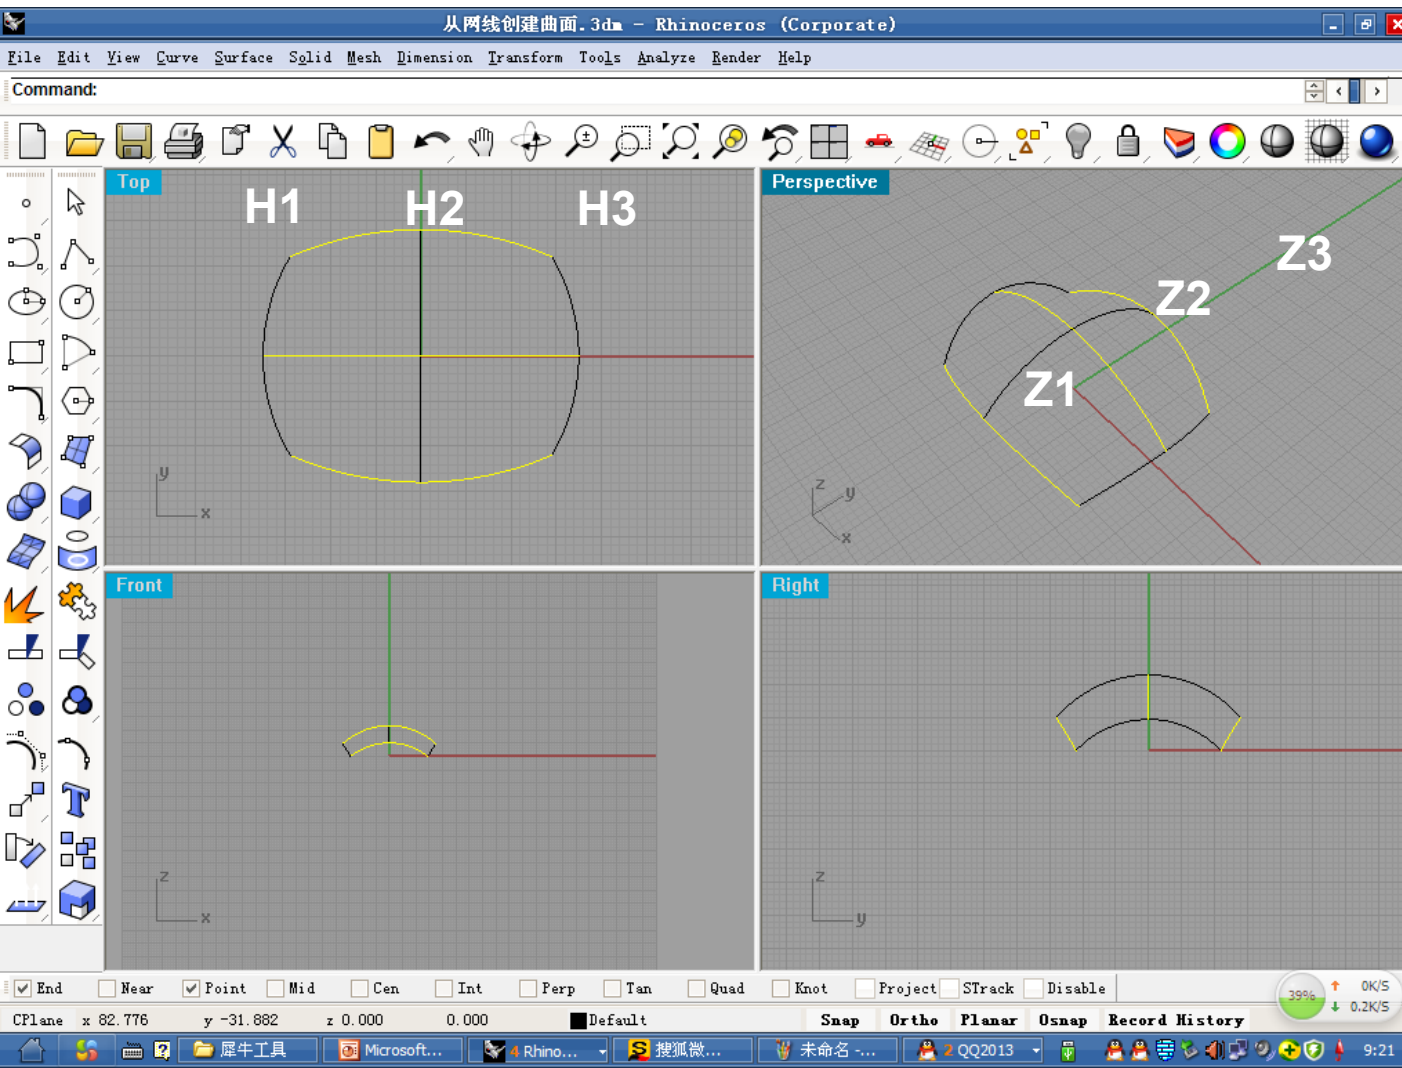 从网线创建曲面.3dm - Rhinoceros (Corporate)
File Edit View Curve Surface Solid Mesh Dimension Transform Tools Analyze Render Help
Command:
Top
H1 H2 H3
y
x
Perspective
Z3
Z2
Z1
z
y
x
Front
z
x
Right
z
y
End Near Point Mid Cen Int Perp Tan Quad Knot Project STrack Disable
39% 0K/S
0.2K/S
CPlane x 82.776 y -31.882 z 0.000 0.000 Default Snap Ortho Planar Osnap Record History
犀牛工具 Microsoft... 4 Rhino... 搜狐微... 未命名 -... 2 QQ2013 9:21